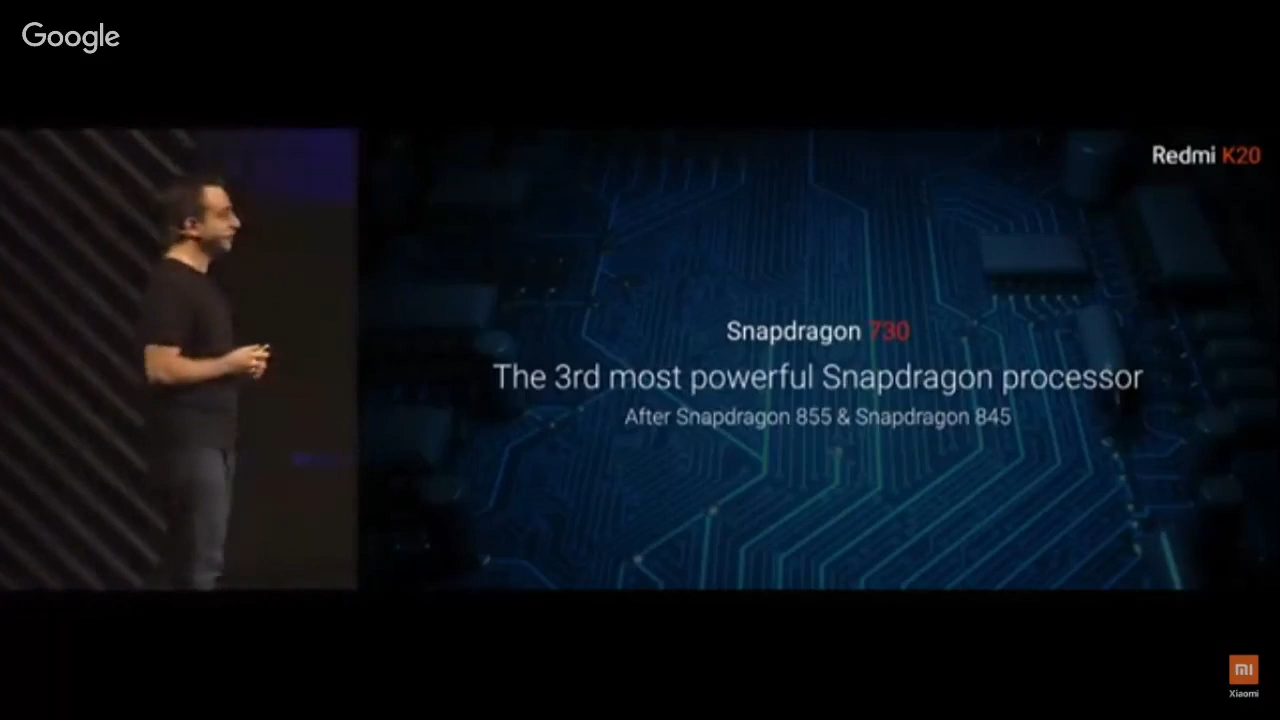 Google
Redmi K20
Snapdragon 730
The 3rd most powerful Snapdragon processor
After Snapdragon 855 & Snapdragon 845
mi
Xiaomi